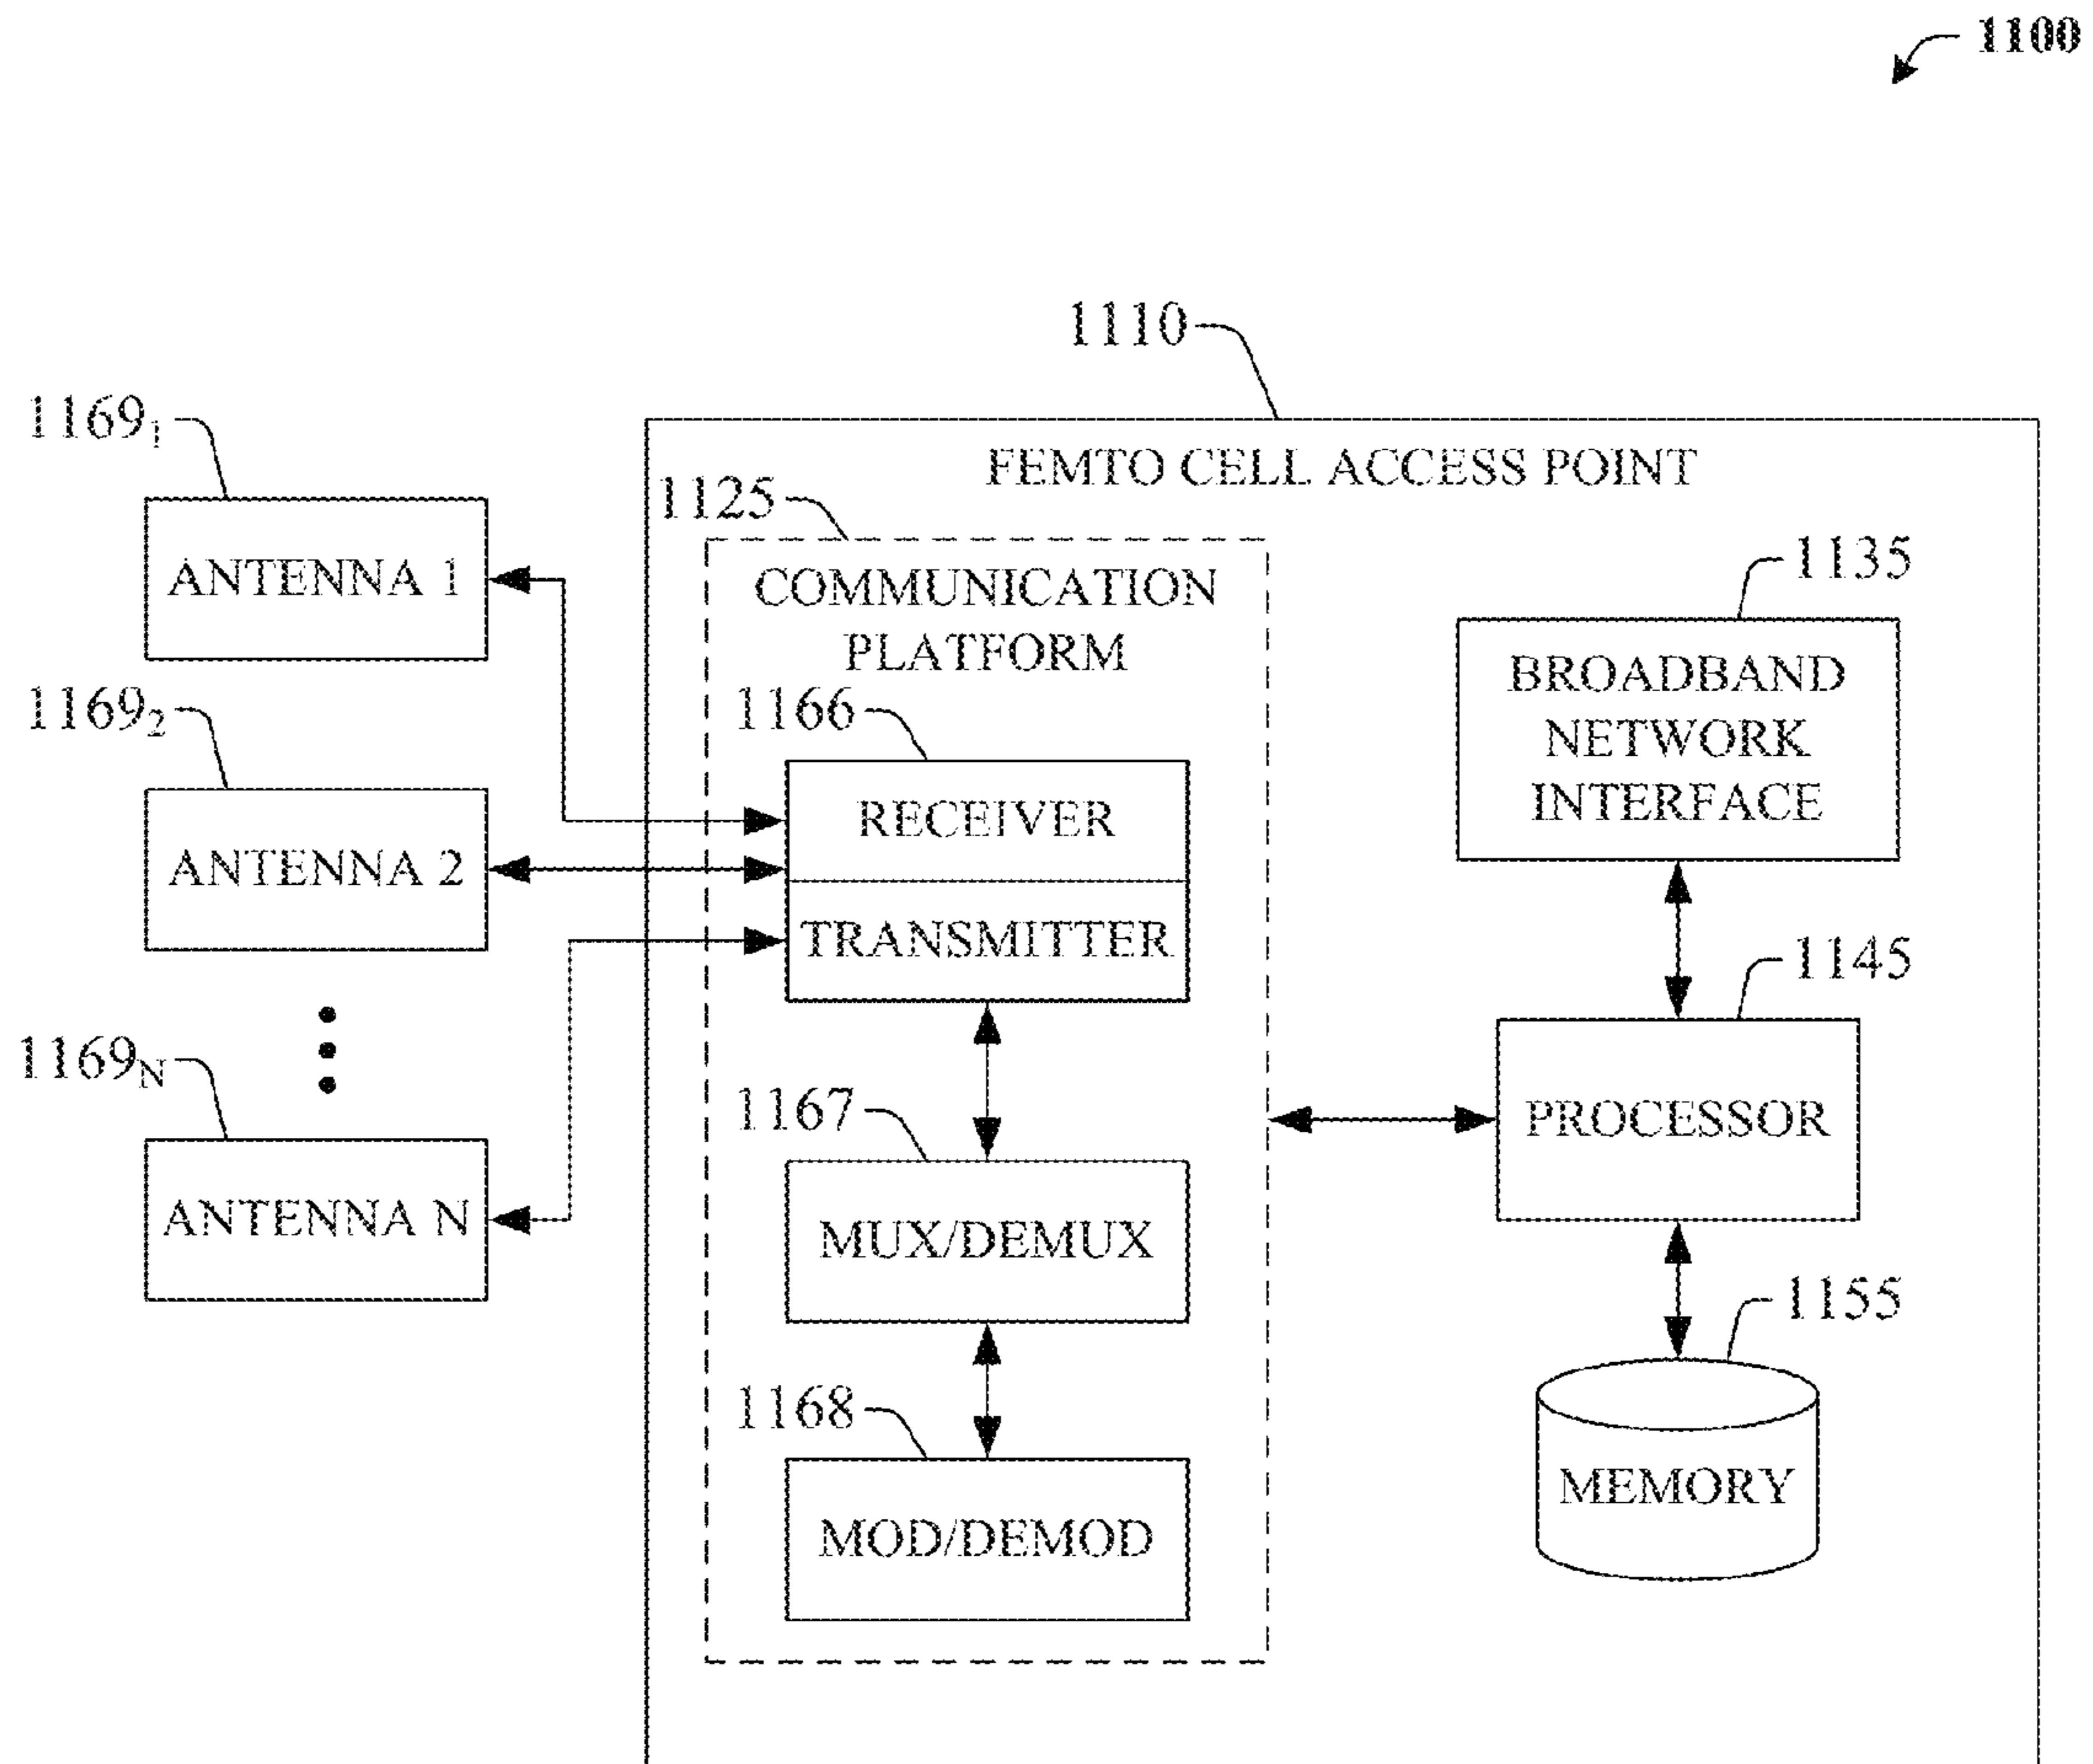 1100
1110
FEMTO CELL ACCESS POINT
1169₁
ANTENNA 1
1169₂
ANTENNA 2
1169N
ANTENNA N
1125
COMMUNICATION
PLATFORM
1166
RECEIVER
TRANSMITTER
1167
MUX/DEMUX
1168
MOD/DEMOD
1135
BROADBAND
NETWORK
INTERFACE
1145
PROCESSOR
1155
MEMORY